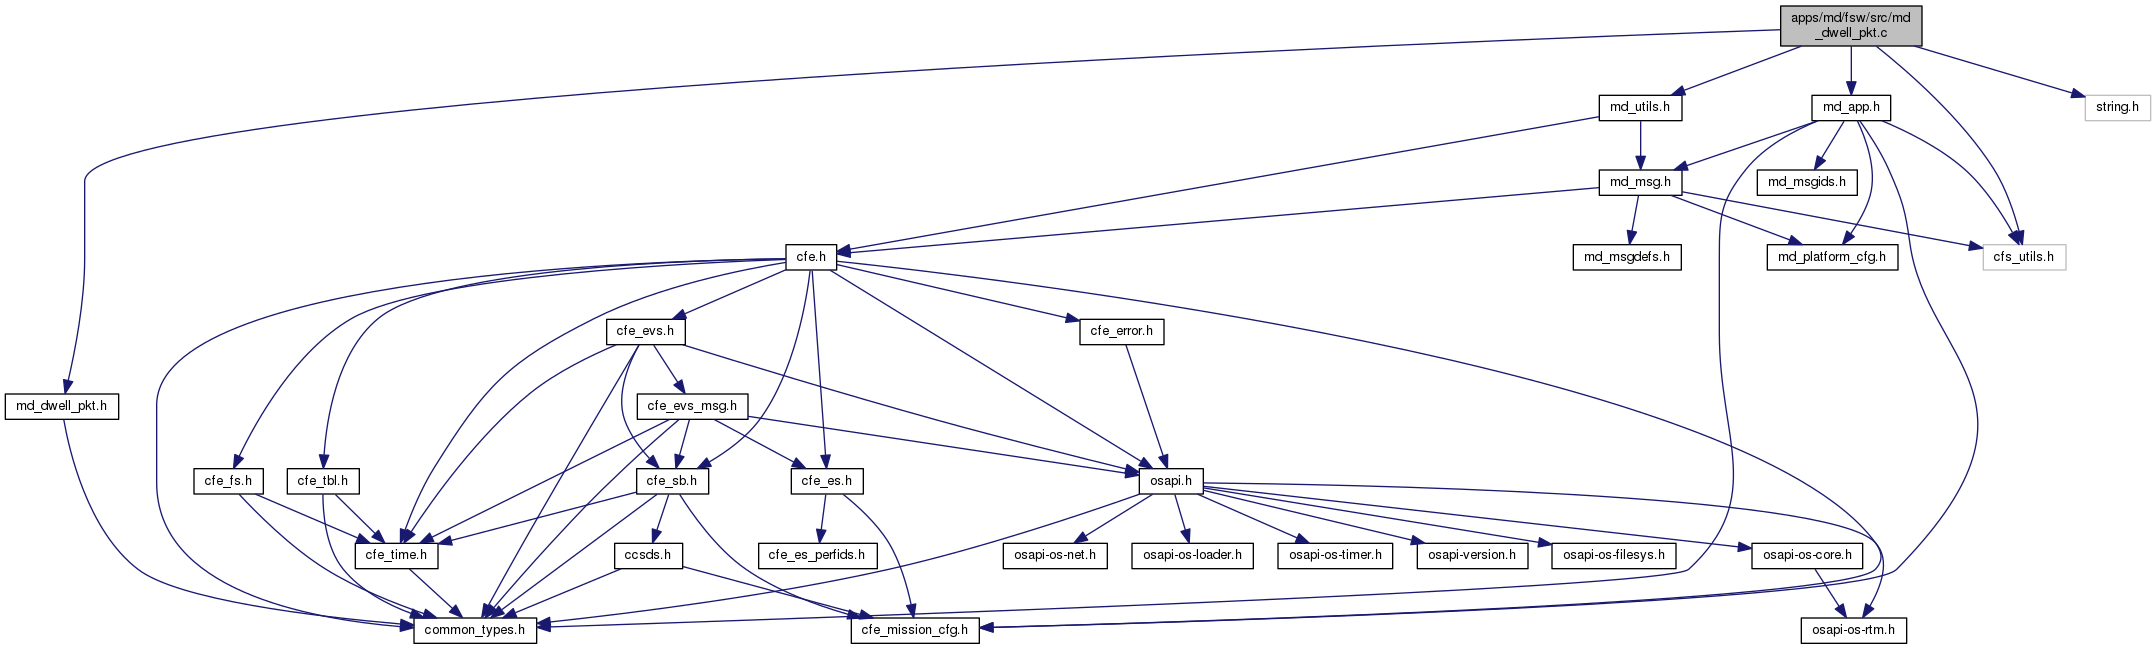 apps/md/fsw/src/md
_dwell_pkt.c
md_utils.h
md_app.h
string.h
md_msg.h
md_msgids.h
cfe.h
md_msgdefs.h
md_platform_cfg.h
cfs_utils.h
cfe_evs.h
cfe_error.h
md_dwell_pkt.h
cfe_evs_msg.h
cfe_fs.h
cfe_tbl.h
cfe_sb.h
cfe_es.h
osapi.h
cfe_time.h
ccsds.h
cfe_es_perfids.h
osapi-os-net.h
osapi-os-loader.h
osapi-os-timer.h
osapi-version.h
osapi-os-filesys.h
osapi-os-core.h
common_types.h
cfe_mission_cfg.h
osapi-os-rtm.h